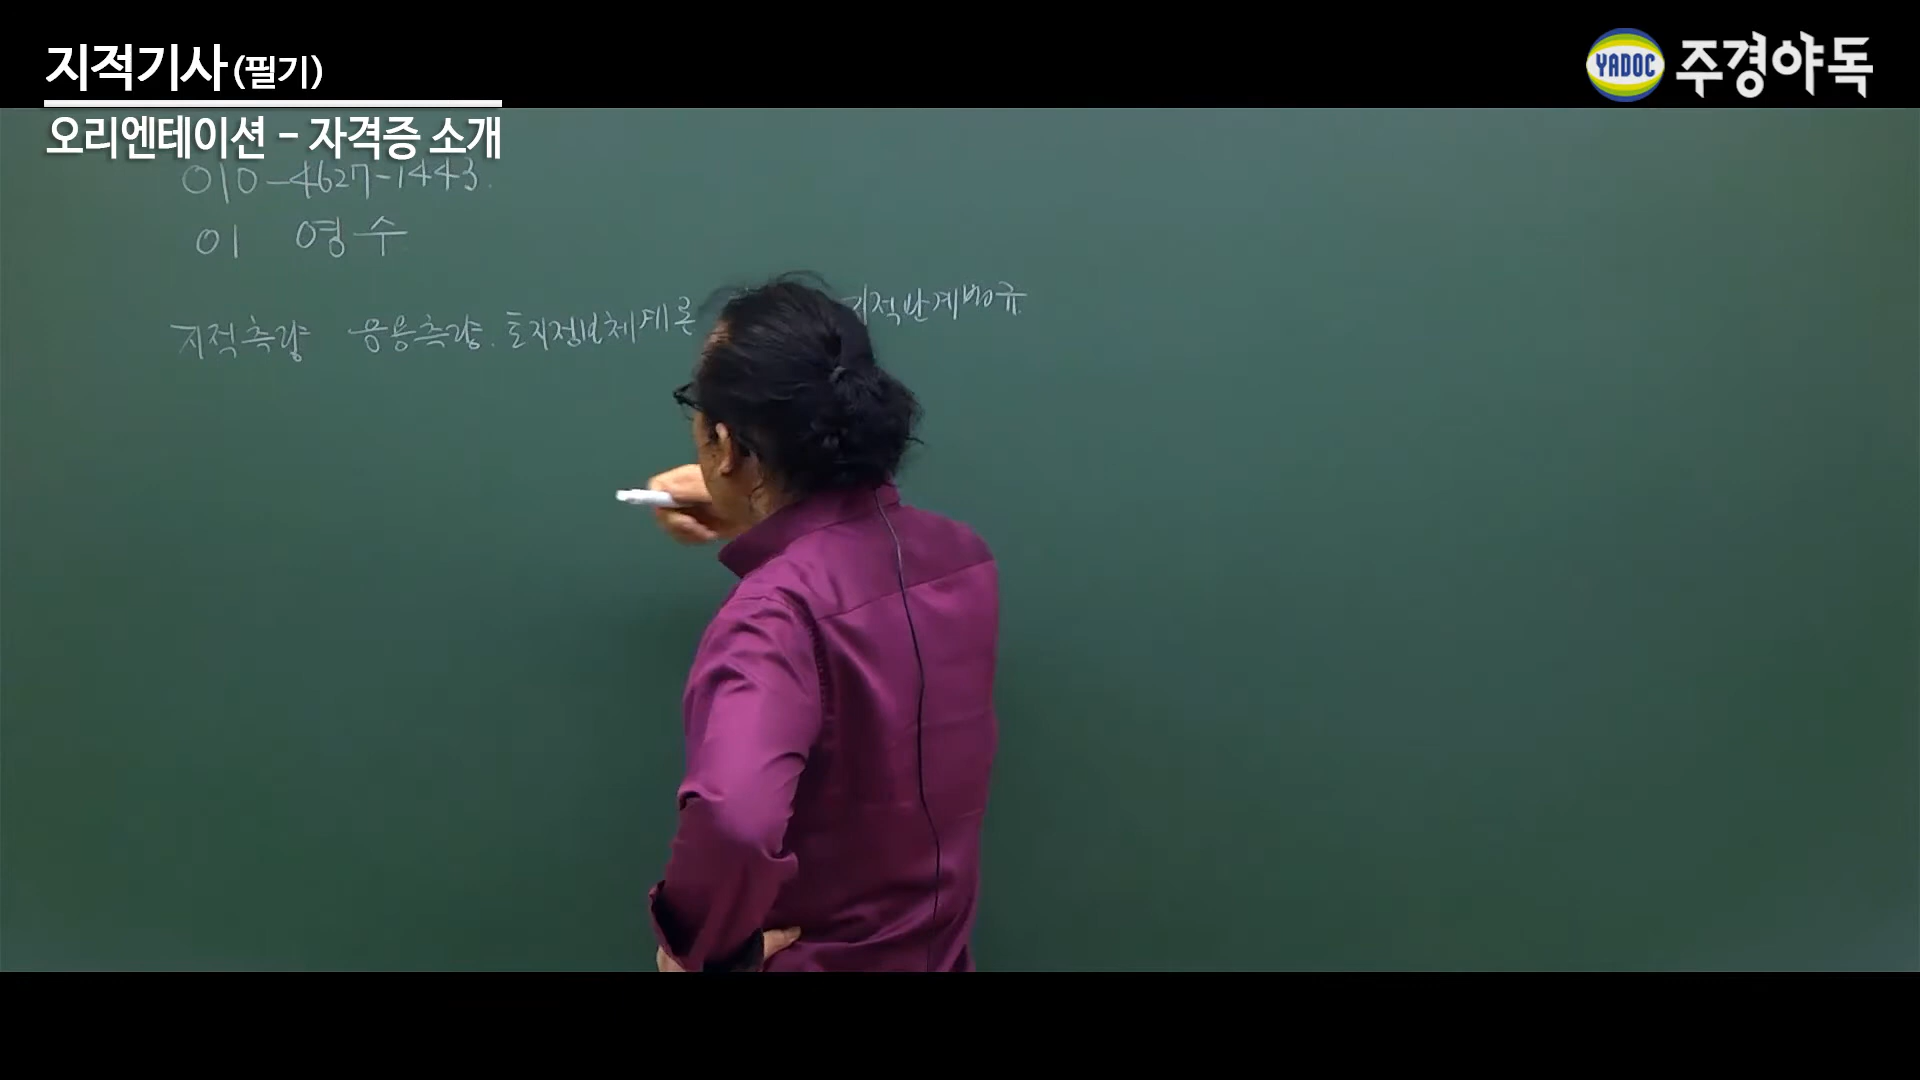 지적기사(필기)
YADOC 주경야독
오리엔테이션 - 자격증 소개
010-4627-1443.
이 영수
지적측량 응용측량. 토지정보체계론 지적관계법규